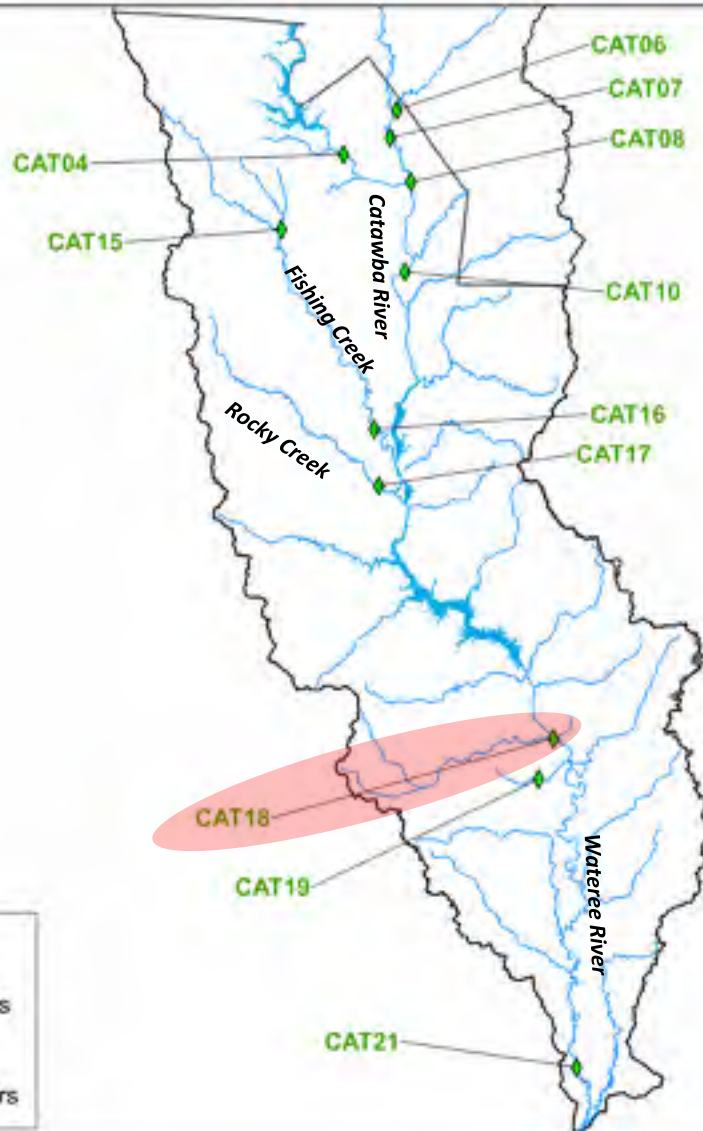 CAT06
CAT07
CAT08
CAT04
CAT15
Catawba River
Fishing Creek
CAT10
Rocky Creek
CAT16
CAT17
CAT18
CAT19
Wateree River
CAT21